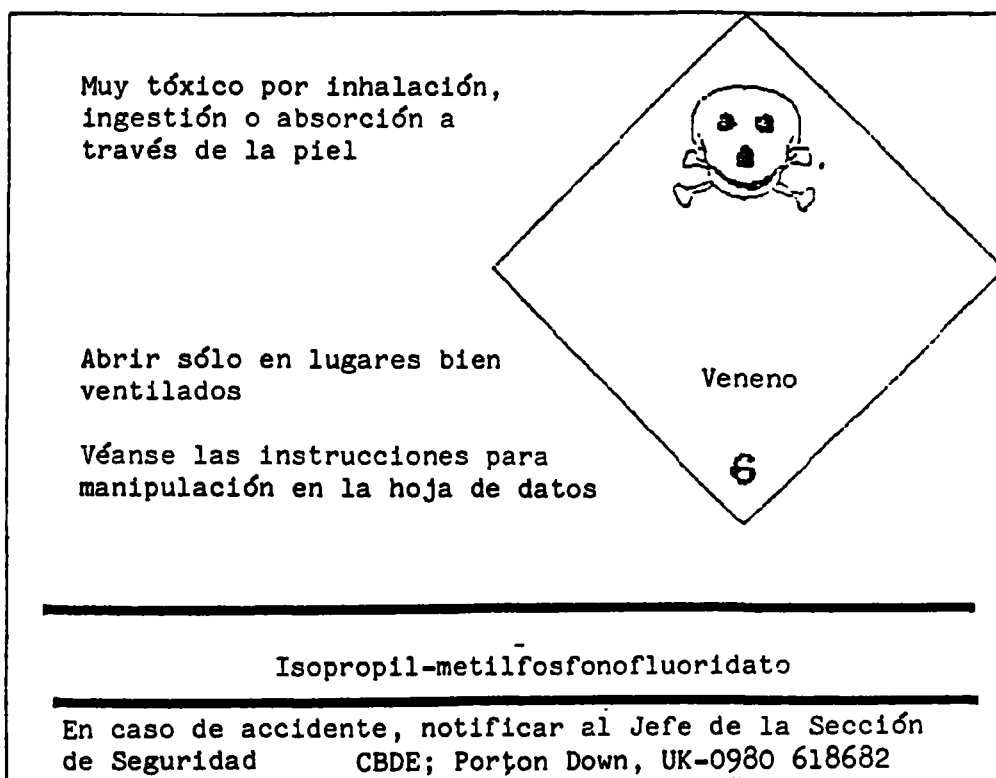 Muy tóxico por inhalación,
ingestión o absorción a
través de la piel
Abrir sólo en lugares bien
ventilados
Véanse las instrucciones para
manipulación en la hoja de datos
Veneno
6
Isopropil-metilfosfonofluoridato
En caso de accidente, notificar al Jefe de la Sección
de Seguridad CBDE; Porton Down, UK-0980 618682